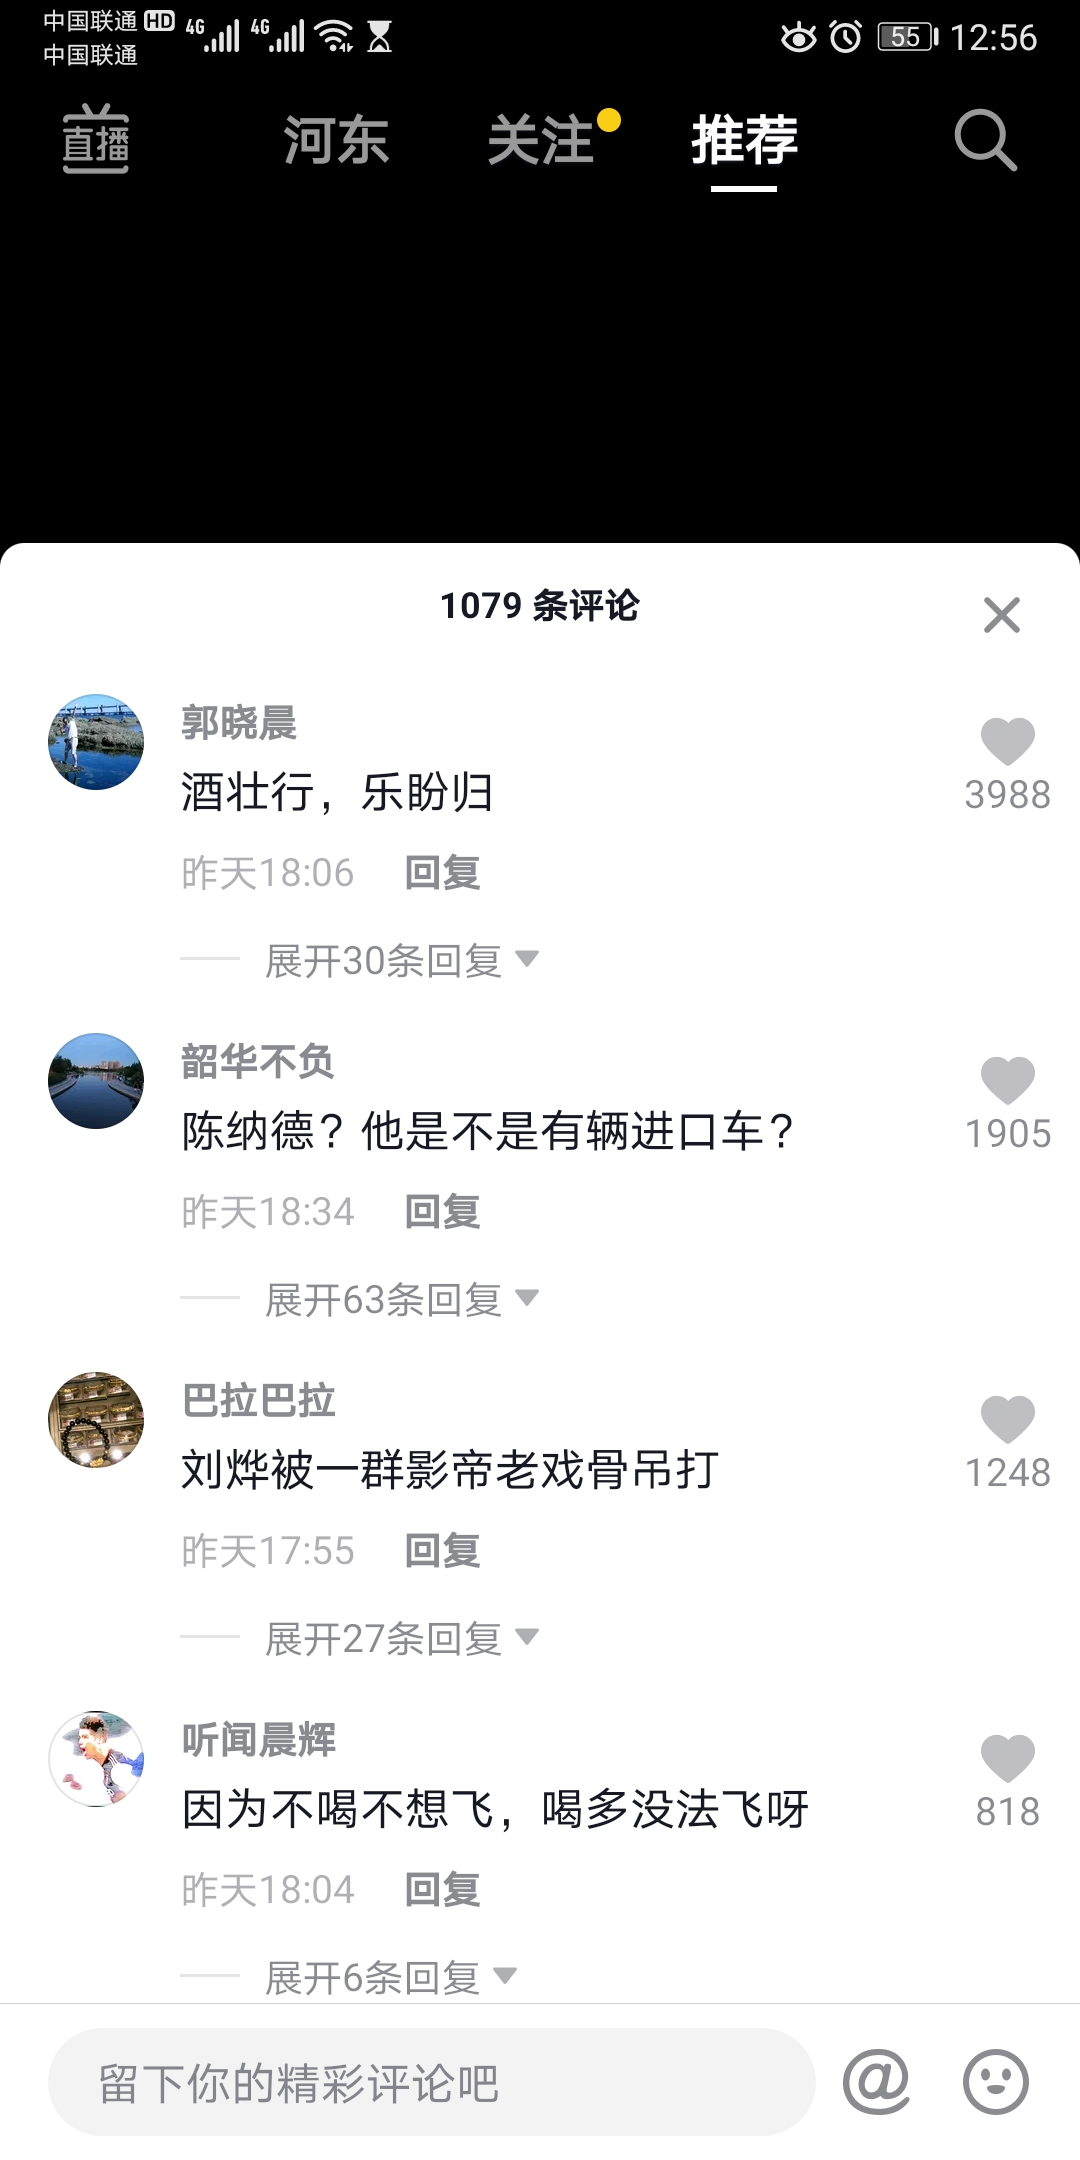 中国联通 HD 4G 4G 55 12:56
中国联通
直播 河东 关注 推荐
1079 条评论
郭晓晨
酒壮行，乐盼归
3988
昨天18:06 回复
展开30条回复
韶华不负
陈纳德？他是不是有辆进口车？
1905
昨天18:34 回复
展开63条回复
巴拉巴拉
刘烨被一群影帝老戏骨吊打
1248
昨天17:55 回复
展开27条回复
听闻晨辉
因为不喝不想飞，喝多没法飞呀
818
昨天18:04 回复
展开6条回复
留下你的精彩评论吧 @